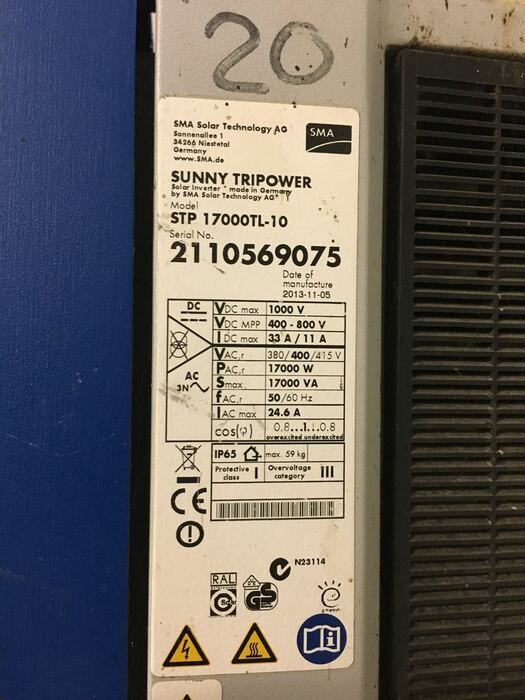 20
SMA Solar Technology AG
Sonnenallee 1
34266 Niestetal
Germany
www.SMA.de
SMA
SUNNY TRIPOWER
Solar Inverter " made in Germany
by SMA Solar Technology AG"
Model
STP 17000TL-10
Serial No.
2110569075
Date of
manufacture
2013-11-05
DC
VDC max 1000 V
VDC MPP 400 - 800 V
IDC max 33 A / 11 A
AC
3N
VAC,r 380/400/415 V
PAC,r 17000 W
Smax. 17000 VA
fAC,r 50/60 Hz
IAC max 24.6 A
cos(φ) 0.8...1...0.8
overexcited underexcited
IP65 max. 59 kg
Protective class I Overvoltage category III
CE
N23114
RAL
GS
i